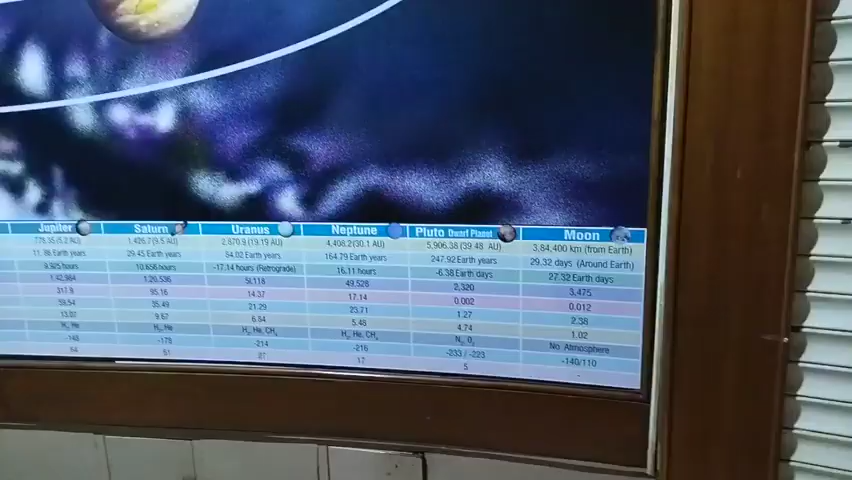 Jupiter Saturn Uranus Neptune Pluto Dwarf Planet Moon
778.35 (5.2 AU) 1,426.7 (9.5 AU) 2,870.9 (19.19 AU) 4,408.2 (30.1 AU) 5,906.38 (39.48 AU) 3,84,400 km (from Earth)
11.86 Earth years 29.45 Earth years 84.02 Earth years 164.79 Earth years 247.92 Earth years 29.32 days (Around Earth)
9.925 hours 10.656 hours -17.14 hours (Retrograde) 16.11 hours -6.38 Earth days 27.32 Earth days
1,42,984 1,20,536 51,118 49,528 2,320 3,475
317.8 95.16 14.37 17.14 0.002 0.012
59.54 35.49 21.29 23.71 1.27 2.38
13.07 9.67 6.54 5.48 4.74 1.02
H₂ He H₂ He H₂ He, CH₄ H₂ He, CH₄ N₂ O₂ No Atmosphere
-148 -178 -214 -216 -233 / -223 -140/110
17 5 -